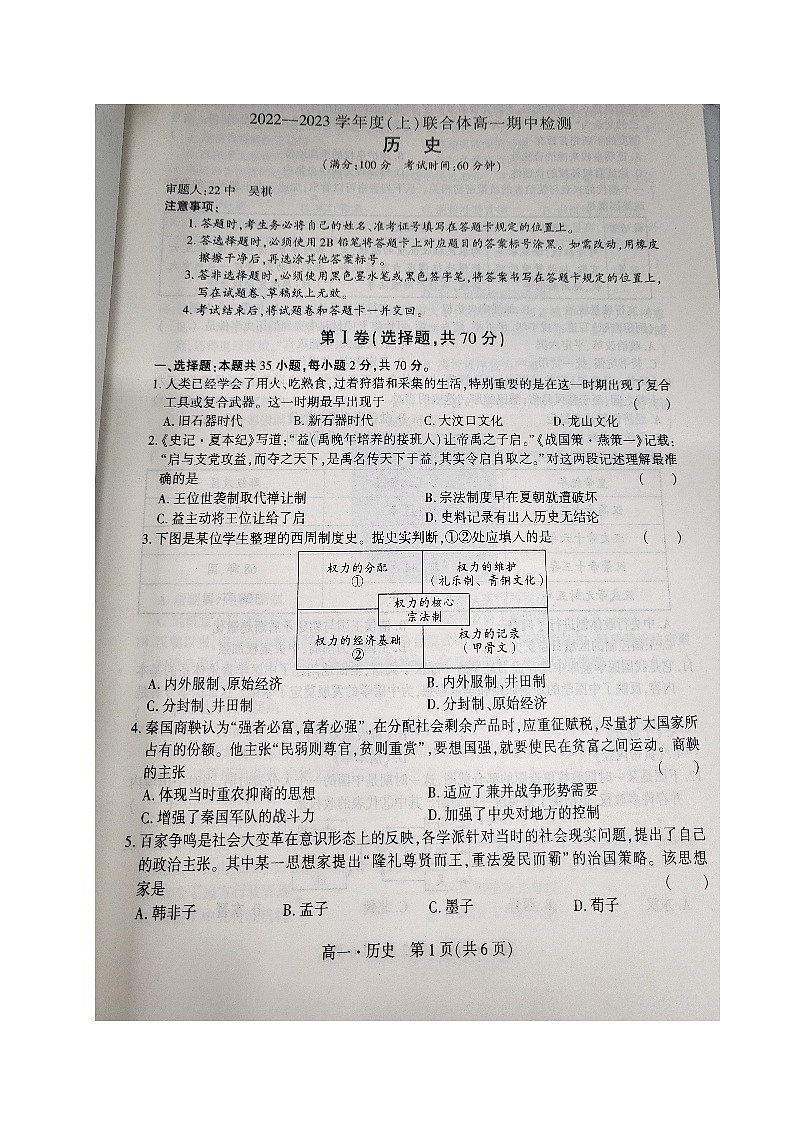 2022—2023 学年度(上)联合体高一期中检测
历 史
(满分:100分 考试时间:60分钟)
审题人:22中 吴祺
注意事项:
1. 答题时,考生务必将自己的姓名、准考证号填写在答题卡规定的位置上。
2. 答选择题时,必须使用2B铅笔将答题卡上对应题目的答案标号涂黑。如需改动,用橡皮
擦擦干净后,再选涂其他答案标号。
3. 答非选择题时,必须使用黑色墨水笔或黑色签字笔,将答案书写在答题卡规定的位置上,
写在试题卷、草稿纸上无效。
4. 考试结束后,将试题卷和答题卡一并交回。
第Ⅰ卷(选择题,共70分)
一、选择题:本题共35小题,每小题2分,共70分。
1. 人类已经学会了用火、吃熟食,过着狩猎和采集的生活,特别重要的是在这一时期出现了复合
工具或复合武器。这一时期最早出现于 ( )
A. 旧石器时代 B. 新石器时代 C. 大汶口文化 D. 龙山文化
2.《史记·夏本纪》写道:“益(禹晚年培养的接班人)让帝禹之子启。”《战国策·燕策一》记载:
“启与支党攻益,而夺之天下,是禹名传天下于益,其实令启自取之。”对这两段记述理解最准
确的是 ( )
A. 王位世袭制取代禅让制 B. 宗法制度早在夏朝就遭破坏
C. 益主动将王位让给了启 D. 史料记录有出入历史无结论
3. 下图是某位学生整理的西周制度史。据史实判断,①②处应填入的是 ( )
权力的分配
①
权力的维护
(礼乐制、青铜文化)
权力的核心
宗法制
权力的经济基础
②
权力的记录
(甲骨文)
A. 内外服制、原始经济 B. 内外服制、井田制
C. 分封制、井田制 D. 分封制、原始经济
4. 秦国商鞅认为“强者必富,富者必强”,在分配社会剩余产品时,应重征赋税,尽量扩大国家所
占有的份额。他主张“民弱则尊官,贫则重赏”,要想国强,就要使民在贫富之间运动。商鞅
的主张 ( )
A. 体现当时重农抑商的思想 B. 适应了兼并战争形势需要
C. 增强了秦国军队的战斗力 D. 加强了中央对地方的控制
5. 百家争鸣是社会大变革在意识形态上的反映,各学派针对当时的社会现实问题,提出了自己
的政治主张。其中某一思想家提出“隆礼尊贤而王,重法爱民而霸”的治国策略。该思想
家是 ( )
A. 韩非子 B. 孟子 C. 墨子 D. 荀子
高一·历史 第1页(共6页)